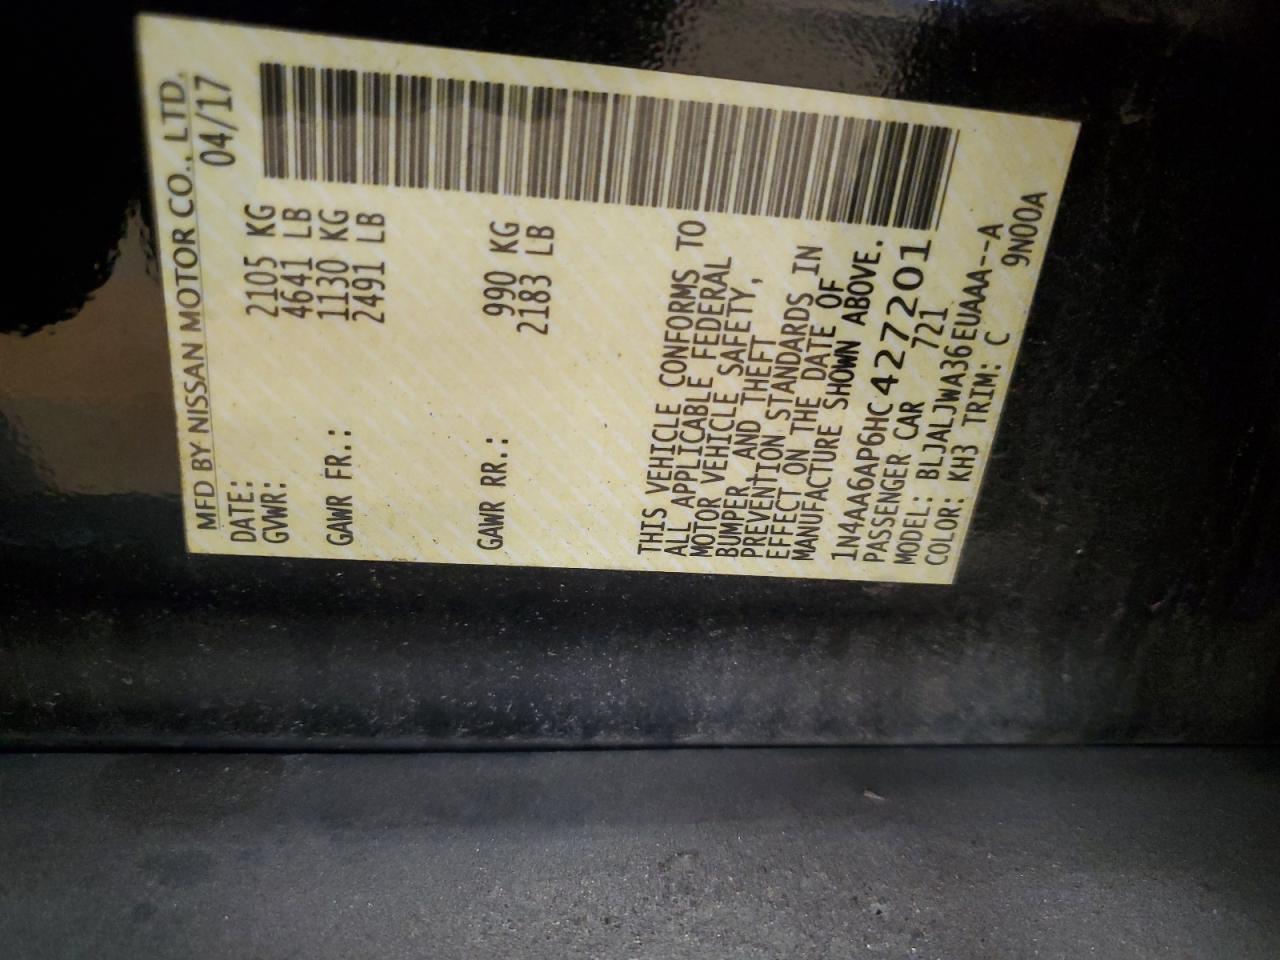 MFD BY NISSAN MOTOR CO., LTD.
DATE: 04/17
GVWR: 2105 KG
4641 LB
GAWR FR.: 1130 KG
2491 LB
GAWR RR.: 990 KG
2183 LB
THIS VEHICLE CONFORMS TO
ALL APPLICABLE FEDERAL
MOTOR VEHICLE SAFETY,
BUMPER, AND THEFT
PREVENTION STANDARDS IN
EFFECT ON THE DATE OF
MANUFACTURE SHOWN ABOVE.
1N4AA6AP6HC427201
PASSENGER CAR 721
MODEL: BLJALJWA36EUAAA--A
COLOR: KH3 TRIM: C 9N00A